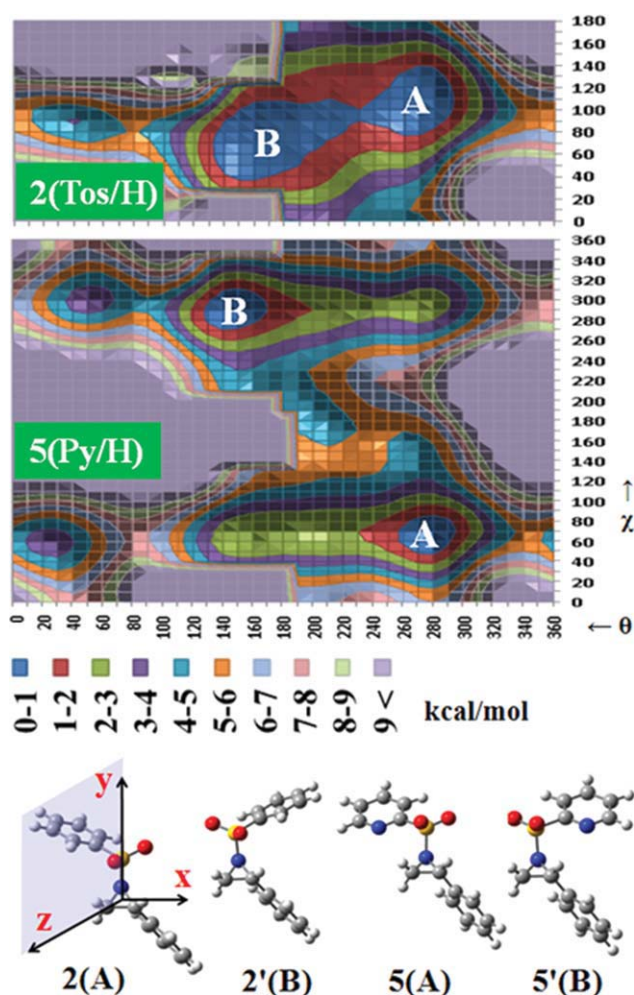 180
160
140
120
100
80
60
40
20
0
A
B
2(Tos/H)
360
340
320
300
280
260
240
220
200
180
160
140
120
100
80
60
40
20
0
B
5(Py/H)
A
↑
χ
0 20 40 60 80 100 120 140 160 180 200 220 240 260 280 300 320 340 360
← θ
0-1 1-2 2-3 3-4 4-5 5-6 6-7 7-8 8-9 9 < kcal/mol
y
x
z
2(A) 2'(B) 5(A) 5'(B)